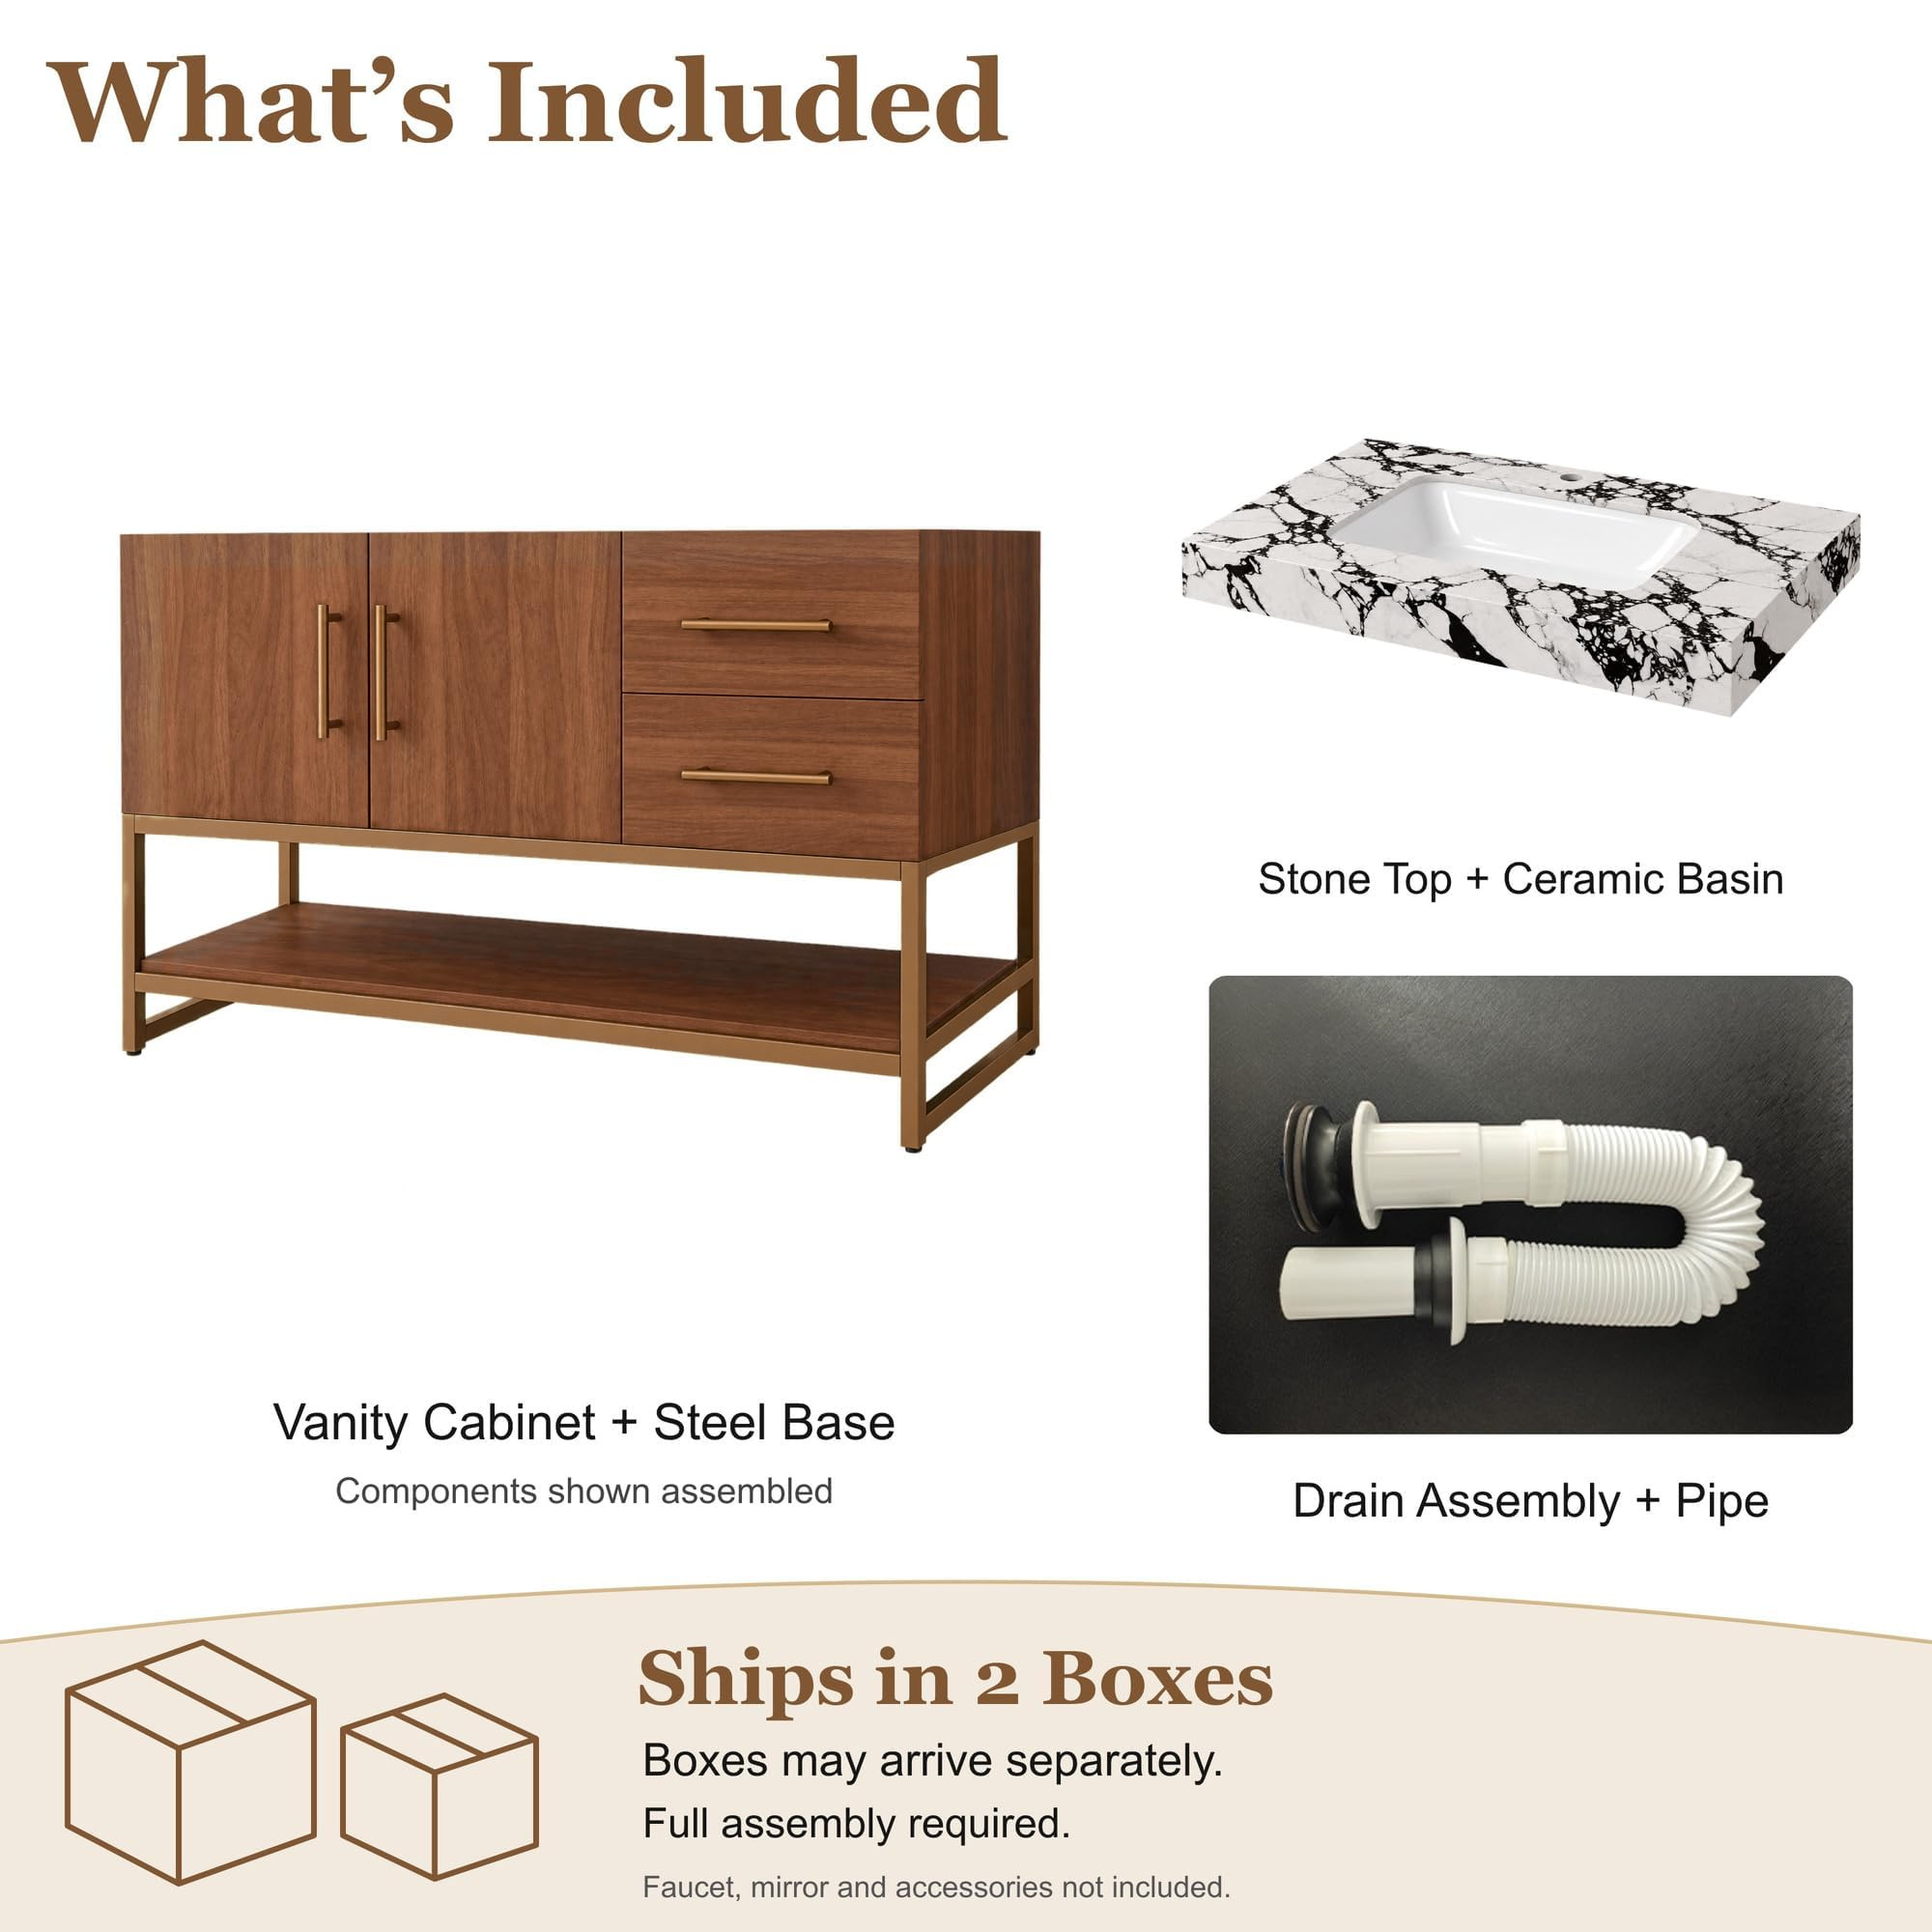 What’s Included
Stone Top + Ceramic Basin
Vanity Cabinet + Steel Base
Components shown assembled
Drain Assembly + Pipe
Ships in 2 Boxes
Boxes may arrive separately.
Full assembly required.
Faucet, mirror and accessories not included.